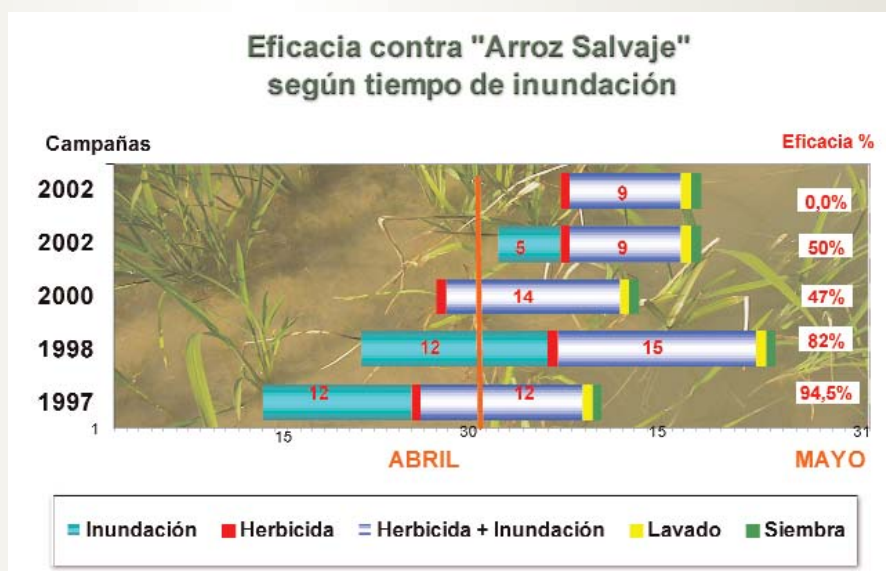 Eficacia contra "Arroz Salvaje"
según tiempo de inundación
Campañas
Eficacia %
2002
9
0,0%
2002
5
9
50%
2000
14
47%
1998
12
15
82%
1997
12
12
94,5%
1
15
30
15
31
ABRIL
MAYO
Inundación
Herbicida
Herbicida + Inundación
Lavado
Siembra